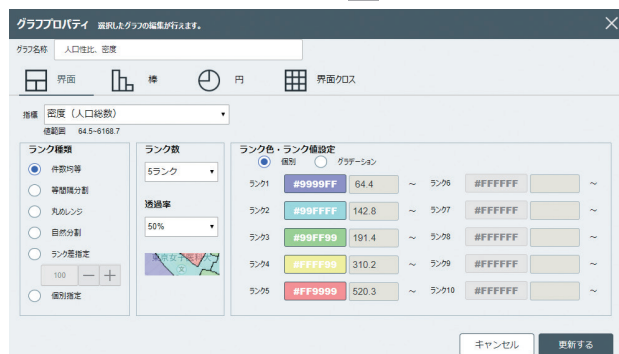 グラフプロパティ 選択したグラフの編集が行えます。
グラフ名称 人口性比、密度
界面 棒 円 界面クロス
指標 密度（人口総数）
値範囲 64.5~6168.7
ランク種類
件数均等
等間隔分割
丸めレンジ
自然分割
ランク差指定
100
個別指定
ランク数
5ランク
透過率
50%
東京女子医科大
(文)
ランク色・ランク値設定
個別 グラデーション
ランク1 #9999FF 64.4 ～ ランク6 #FFFFFF ～
ランク2 #99FFFF 142.8 ～ ランク7 #FFFFFF ～
ランク3 #99FF99 191.4 ～ ランク8 #FFFFFF ～
ランク4 #FFFF99 310.2 ～ ランク9 #FFFFFF ～
ランク5 #FF9999 520.3 ～ ランク10 #FFFFFF ～
キャンセル 更新する